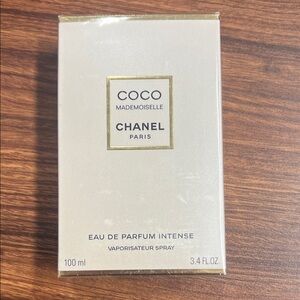 COCO
MADEMOISELLE
CHANEL
PARIS
EAU DE PARFUM INTENSE
VAPORISATEUR SPRAY
100 ml 3.4 FL.OZ